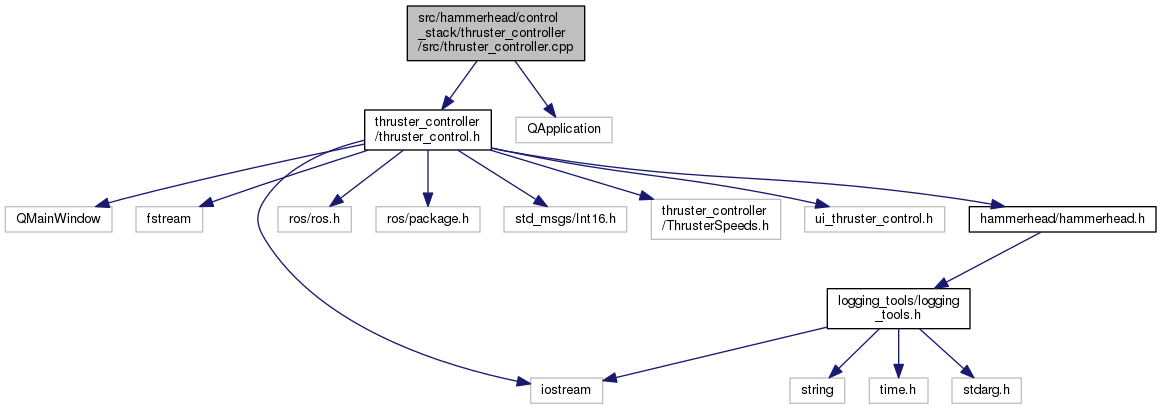 src/hammerhead/control
_stack/thruster_controller
/src/thruster_controller.cpp
thruster_controller
/thruster_control.h
QApplication
QMainWindow
fstream
ros/ros.h
ros/package.h
std_msgs/Int16.h
thruster_controller
/ThrusterSpeeds.h
ui_thruster_control.h
hammerhead/hammerhead.h
logging_tools/logging
_tools.h
iostream
string
time.h
stdarg.h